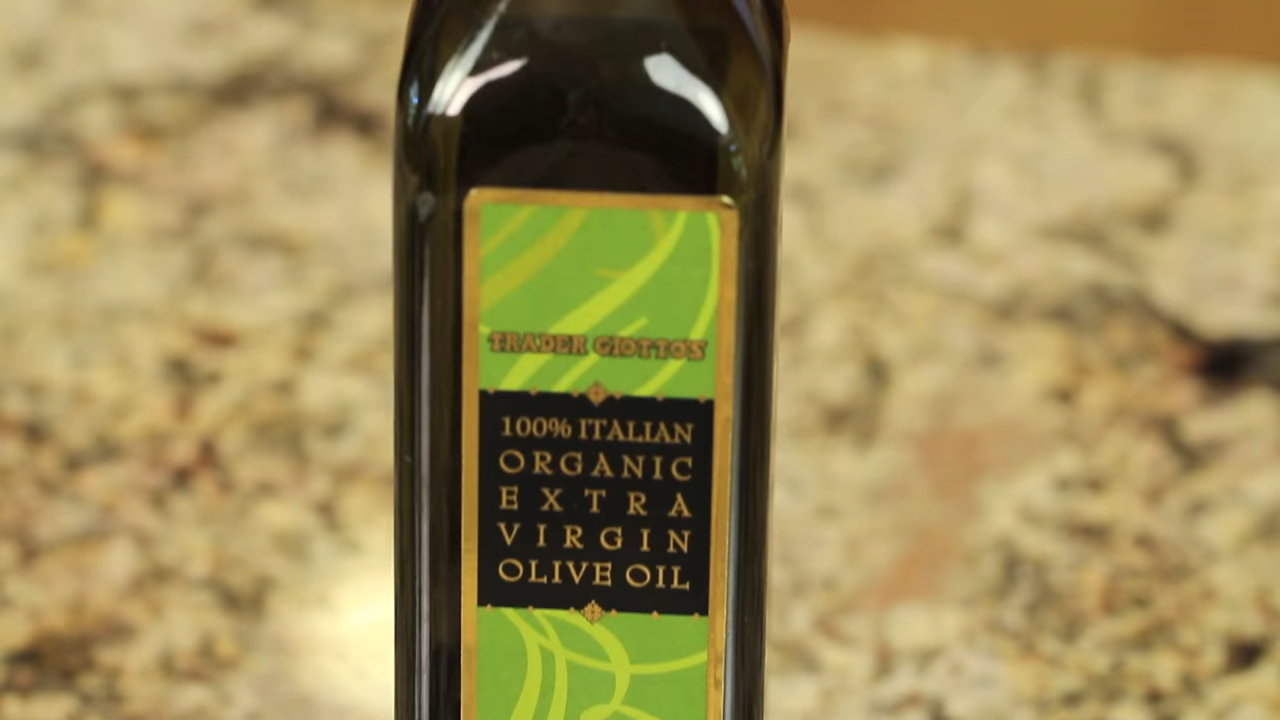 TRADER GIOTTO'S
100% ITALIAN
ORGANIC
EXTRA
VIRGIN
OLIVE OIL